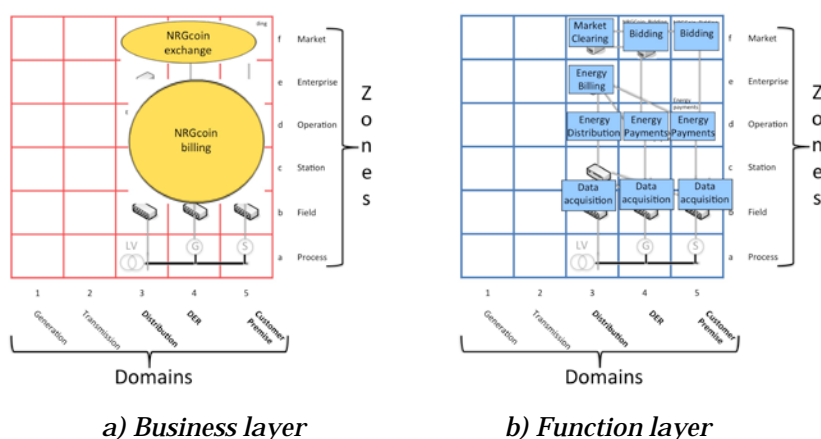 NRGcoin
exchange
f Market
e Enterprise
NRGcoin
billing
d Operation
c Station
b Field
LV
G
S
a Process
Zones
1 2 3 4 5
Generation
Transmission
Distribution
DER
Customer
Premise
Domains
a) Business layer
Market
Clearing
Bidding
Bidding
f Market
Energy
Billing
e Enterprise
Energy
payments
Energy
Distribution
Energy
Payments
Energy
Payments
d Operation
c Station
Data
acquisition
Data
acquisition
Data
acquisition
b Field
LV
G
S
a Process
Zones
1 2 3 4 5
Generation
Transmission
Distribution
DER
Customer
Premise
Domains
b) Function layer